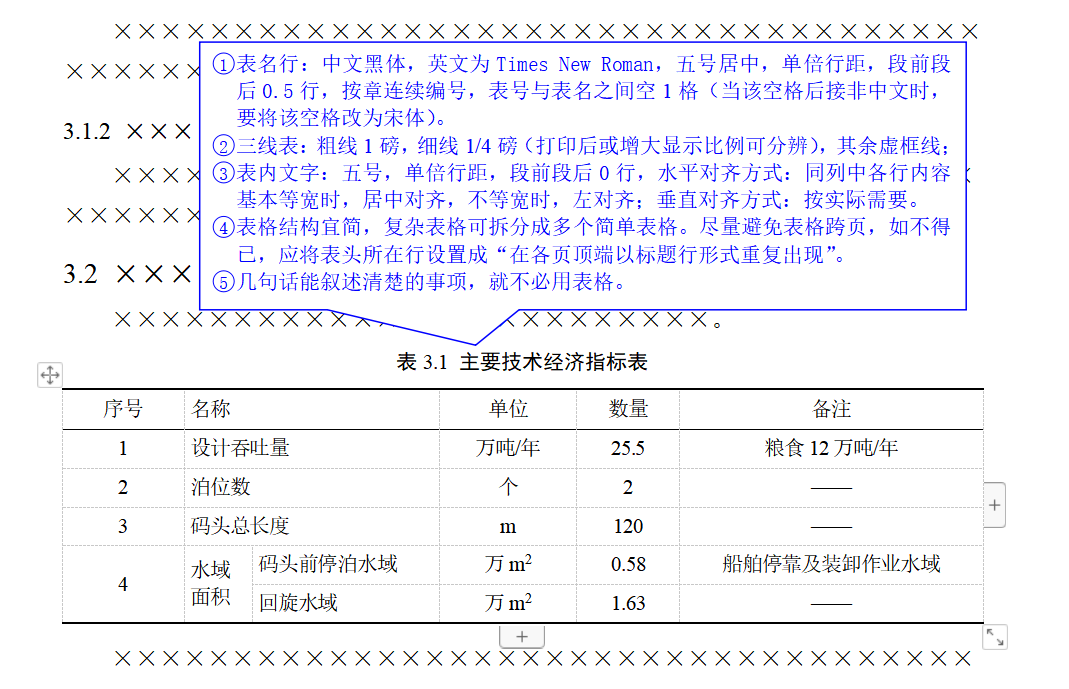 ××××××××××××××××××××××××××××××××××××
××××××
①表名行：中文黑体，英文为 Times New Roman，五号居中，单倍行距，段前段
后 0.5 行，按章连续编号，表号与表名之间空 1 格（当该空格后接非中文时，
要将该空格改为宋体）。
3.1.2 ×××
②三线表：粗线 1 磅，细线 1/4 磅（打印后或增大显示比例可分辨），其余虚框线；
××××
③表内文字：五号，单倍行距，段前段后 0 行，水平对齐方式：同列中各行内容
基本等宽时，居中对齐，不等宽时，左对齐；垂直对齐方式：按实际需要。
××××××
④表格结构宜简，复杂表格可拆分成多个简单表格。尽量避免表格跨页，如不得
已，应将表头所在行设置成“在各页顶端以标题行形式重复出现”。
3.2 ×××
⑤几句话能叙述清楚的事项，就不必用表格。
××××××××××× ×××××××××。
表 3.1 主要技术经济指标表
序号 名称 单位 数量 备注
1 设计吞吐量 万吨/年 25.5 粮食 12 万吨/年
2 泊位数 个 2 ——
3 码头总长度 m 120 ——
4 水域 码头前停泊水域 万 m² 0.58 船舶停靠及装卸作业水域
面积 回旋水域 万 m² 1.63 ——
××××××××××××××××××××××××××××××××××××